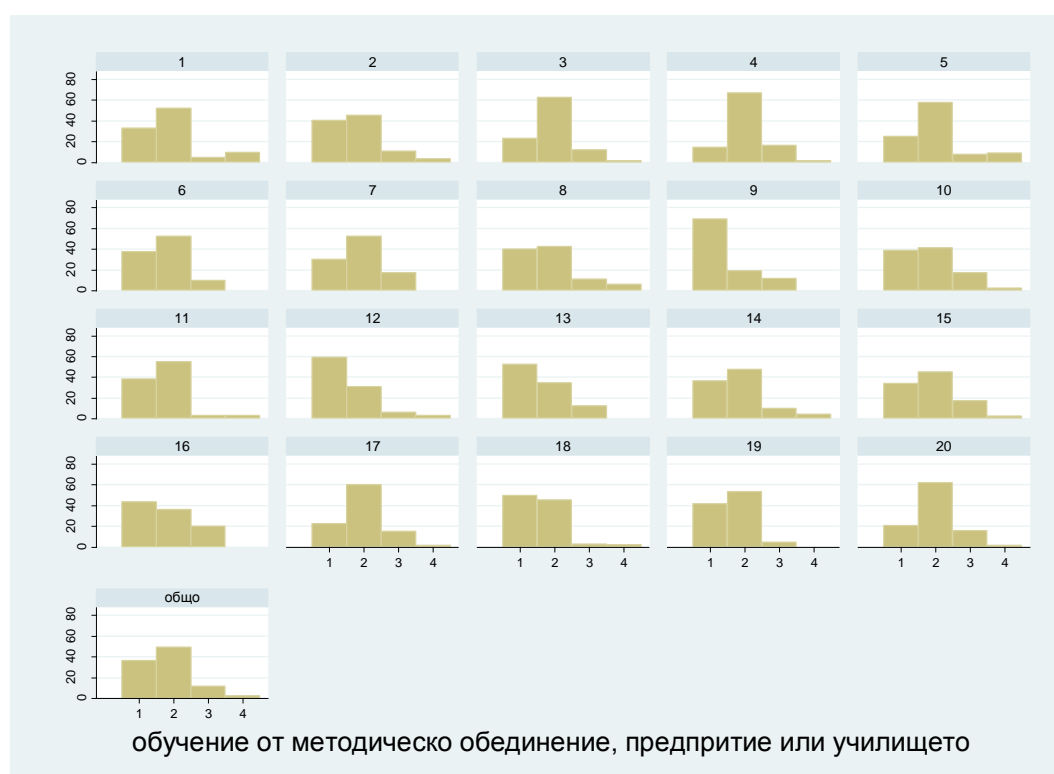 1 2 3 4 5
0 20 40 60 80
6 7 8 9 10
0 20 40 60 80
11 12 13 14 15
0 20 40 60 80
16 17 18 19 20
0 20 40 60 80
1 2 3 4 1 2 3 4 1 2 3 4 1 2 3 4
общо
0 20 40 60 80
1 2 3 4
обучение от методическо обединение, предпритие или училището